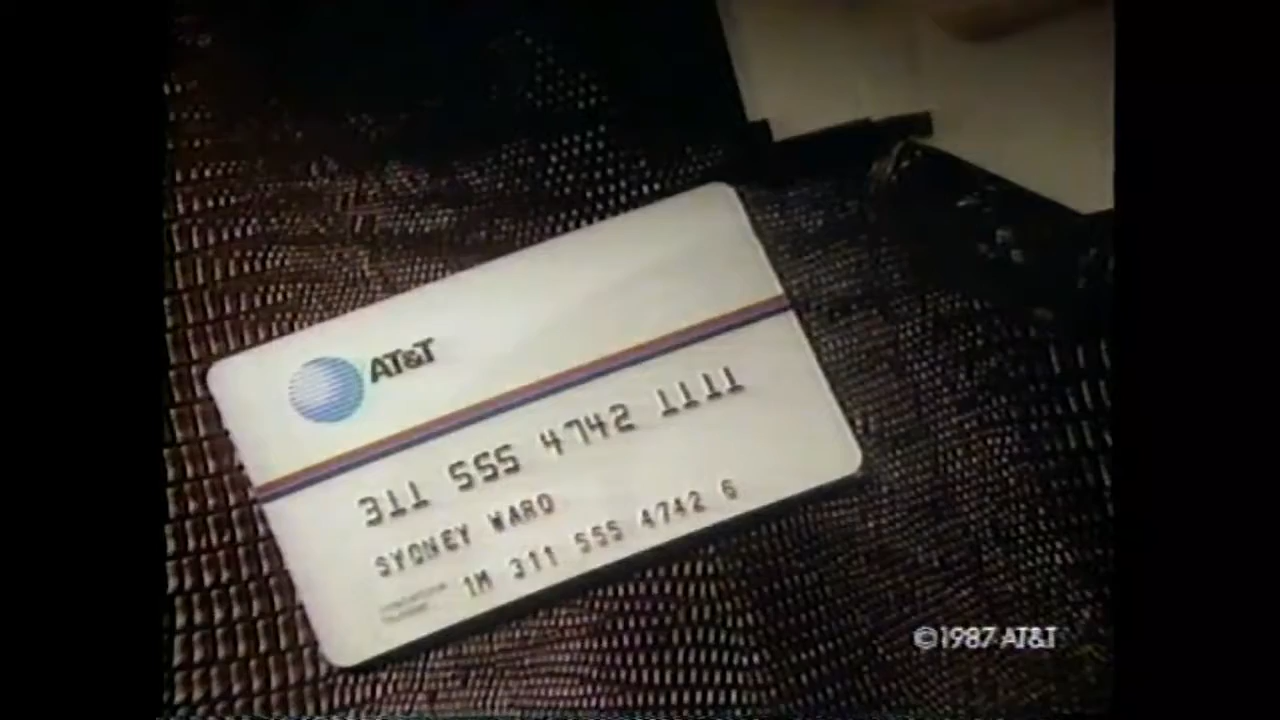 AT&T
311 555 4742 1111
SYDNEY WARD
1M 311 555 4742 6
©1987 AT&T